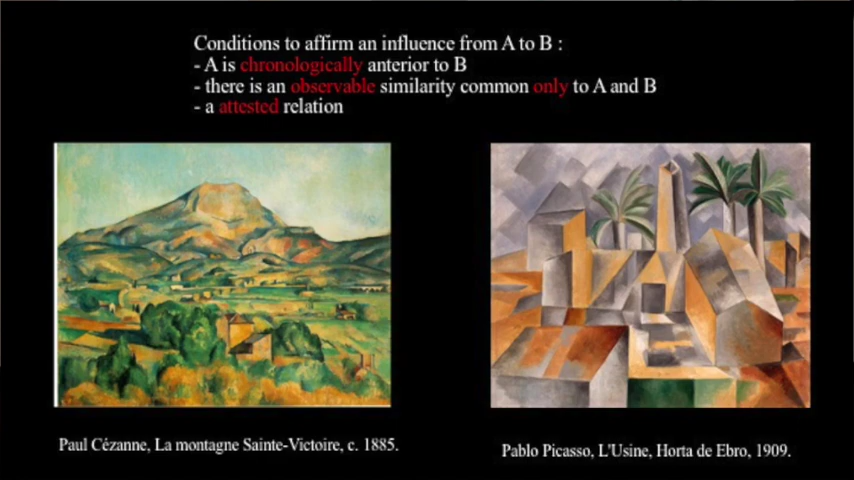 Conditions to affirm an influence from A to B :
- A is chronologically anterior to B
- there is an observable similarity common only to A and B
- a attested relation
Paul Cézanne, La montagne Sainte-Victoire, c. 1885.
Pablo Picasso, L'Usine, Horta de Ebro, 1909.